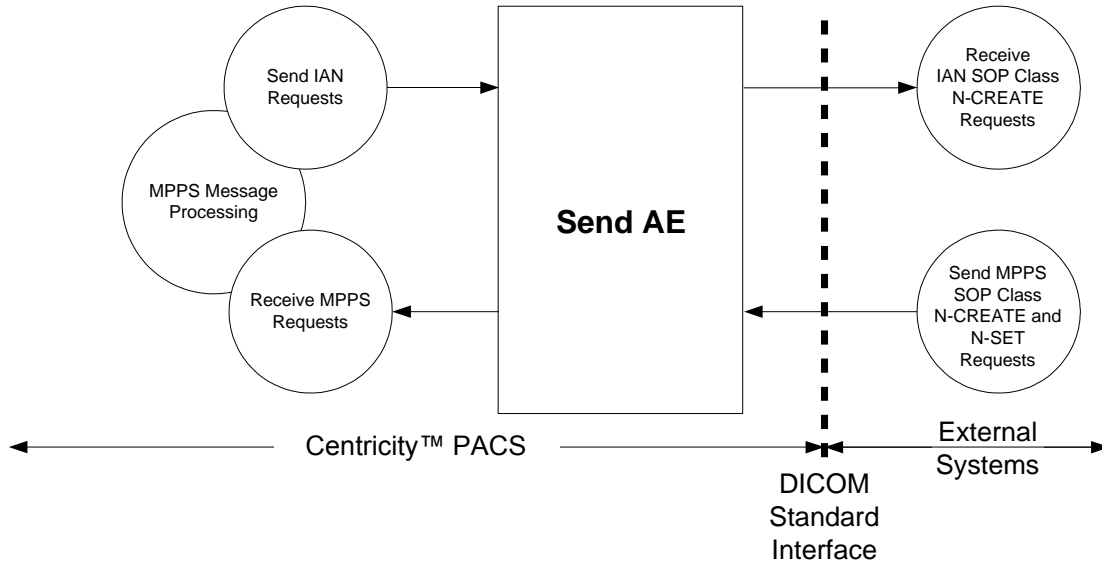 Send IAN
Requests
Receive
IAN SOP Class
N-CREATE
Requests
MPPS Message
Processing
Send AE
Receive MPPS
Requests
Send MPPS
SOP Class
N-CREATE and
N-SET
Requests
Centricity™ PACS
External
Systems
DICOM
Standard
Interface